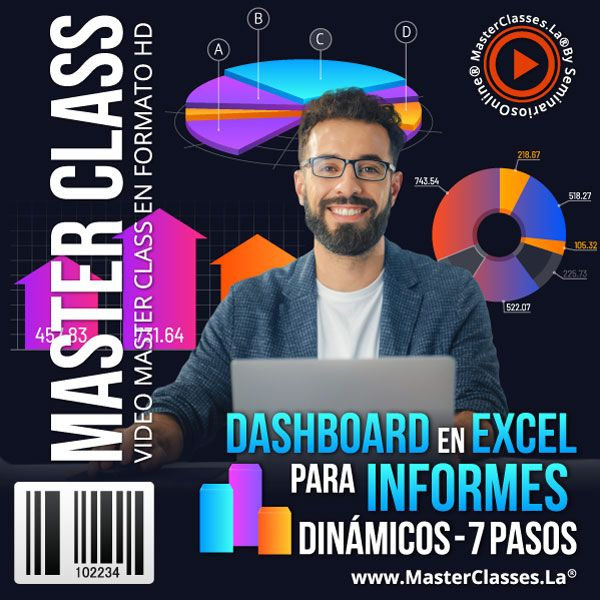 MASTER CLASS
VIDEO MASTER CLASS EN FORMATO HD
A
B
C
D
MasterClasses.La® By SeminariosOnline®
743.54
218.67
518.27
105.32
225.73
522.07
DASHBOARD EN EXCEL
PARA INFORMES
DINÁMICOS - 7 PASOS
www.MasterClasses.La®
102234